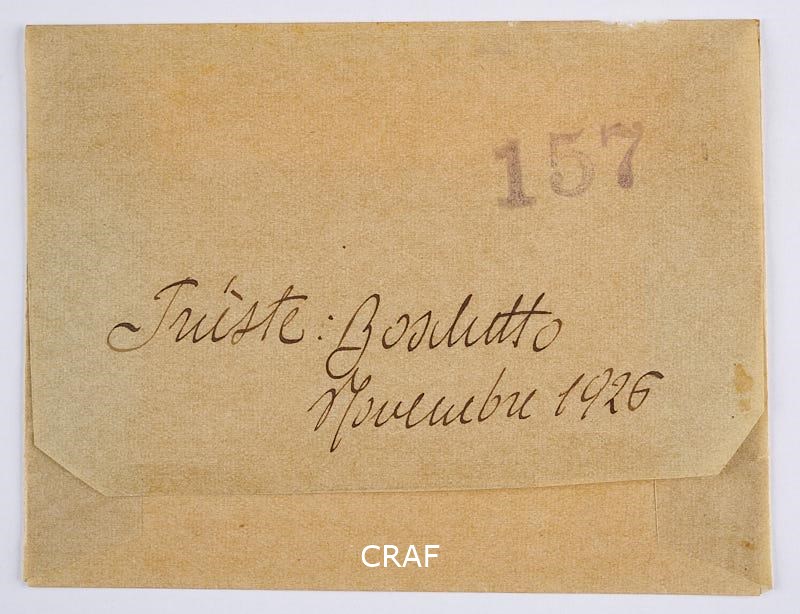 157
Trieste: Boschetto
Novembre 1926
CRAF